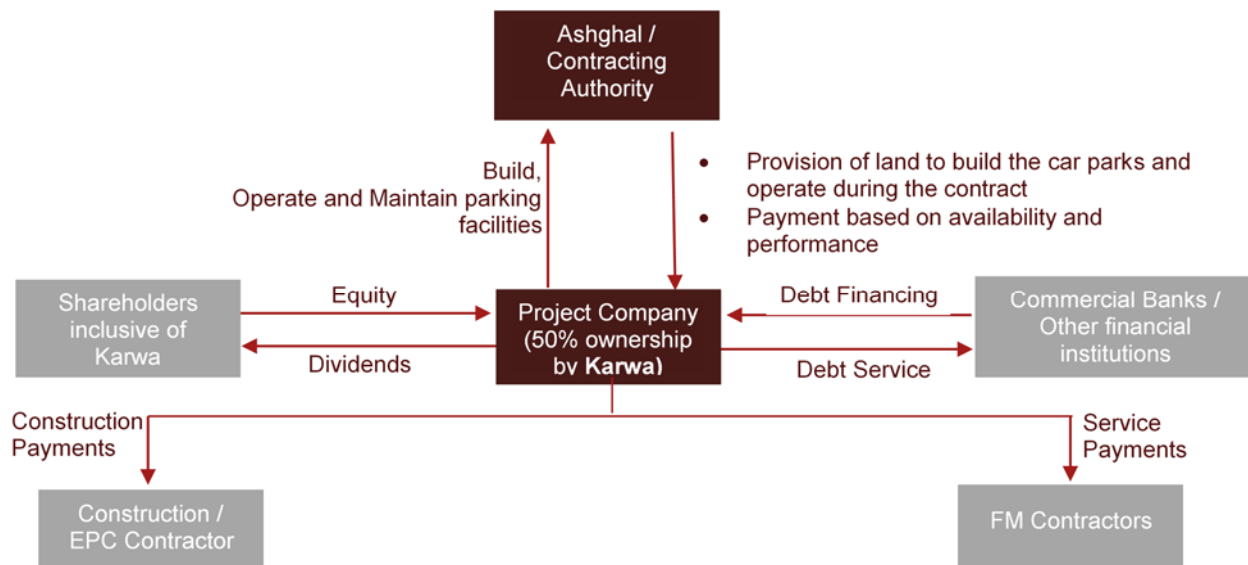 Ashghal /
Contracting
Authority
Build,
Operate and Maintain parking
facilities
• Provision of land to build the car parks and
operate during the contract
• Payment based on availability and
performance
Shareholders
inclusive of
Karwa
Equity
Dividends
Project Company
(50% ownership
by Karwa)
Debt Financing
Debt Service
Commercial Banks /
Other financial
institutions
Construction
Payments
Service
Payments
Construction /
EPC Contractor
FM Contractors